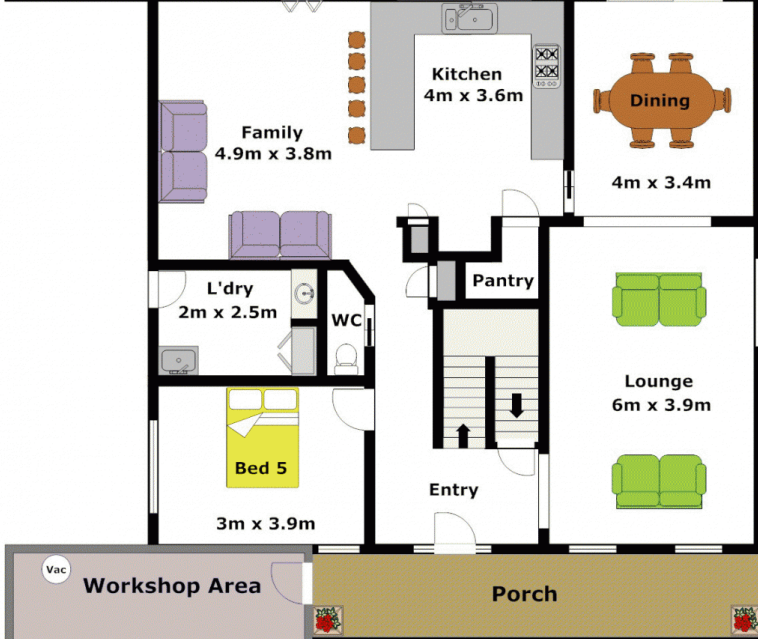 Kitchen
4m x 3.6m
Dining
4m x 3.4m
Family
4.9m x 3.8m
L'dry
2m x 2.5m
WC
Pantry
Lounge
6m x 3.9m
Bed 5
3m x 3.9m
Entry
Vac
Workshop Area
Porch